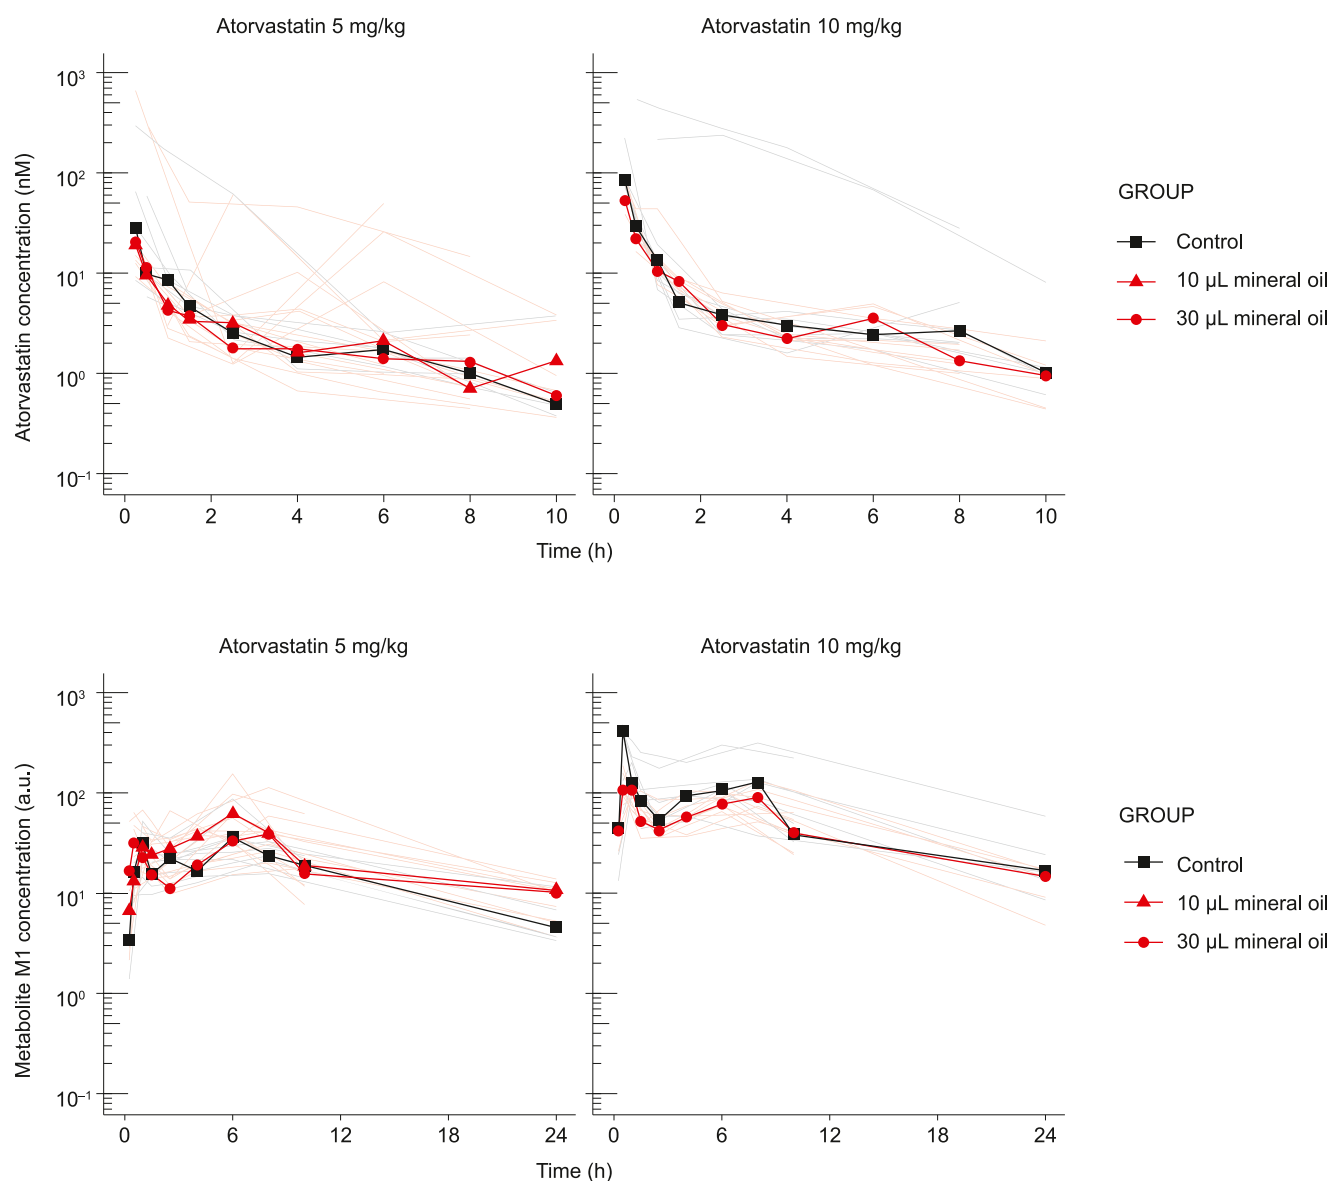 Atorvastatin 5 mg/kg
Atorvastatin 10 mg/kg
Atorvastatin concentration (nM)
10³
10²
10¹
10⁰
10⁻¹
0 2 4 6 8 10
0 2 4 6 8 10
Time (h)
GROUP
Control
10 µL mineral oil
30 µL mineral oil
Atorvastatin 5 mg/kg
Atorvastatin 10 mg/kg
Metabolite M1 concentration (a.u.)
10³
10²
10¹
10⁰
10⁻¹
0 6 12 18 24
0 6 12 18 24
Time (h)
GROUP
Control
10 µL mineral oil
30 µL mineral oil